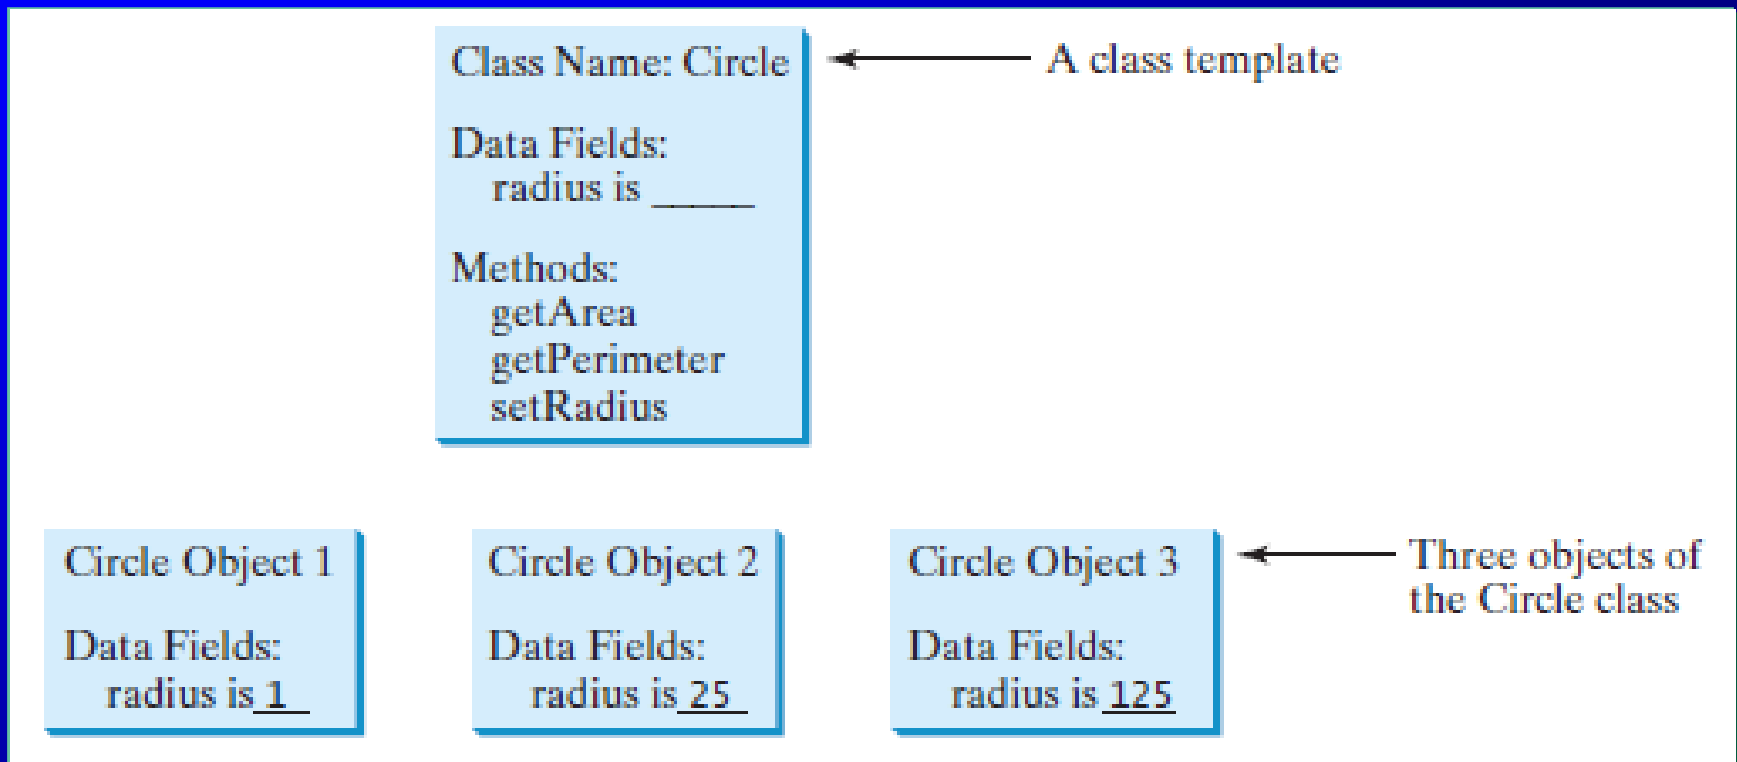 Class Name: Circle
A class template
Data Fields:
radius is _____
Methods:
getArea
getPerimeter
setRadius
Circle Object 1
Data Fields:
radius is 1
Circle Object 2
Data Fields:
radius is 25
Circle Object 3
Data Fields:
radius is 125
Three objects of
the Circle class